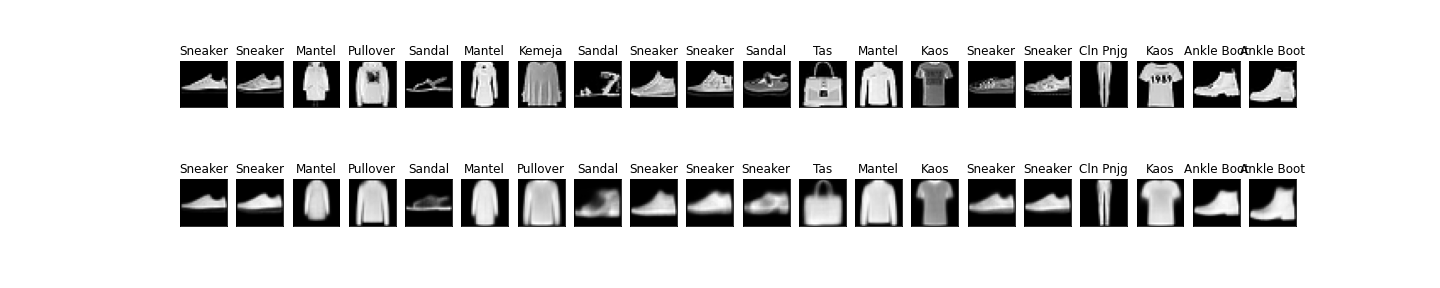 Sneaker Sneaker Mantel Pullover Sandal Mantel Kemeja Sandal Sneaker Sneaker Sandal Tas Mantel Kaos Sneaker Sneaker Cln Pnjg Kaos Ankle Boot Ankle Boot
1989
Sneaker Sneaker Mantel Pullover Sandal Mantel Pullover Sandal Sneaker Sneaker Sneaker Tas Mantel Kaos Sneaker Sneaker Cln Pnjg Kaos Ankle Boot Ankle Boot